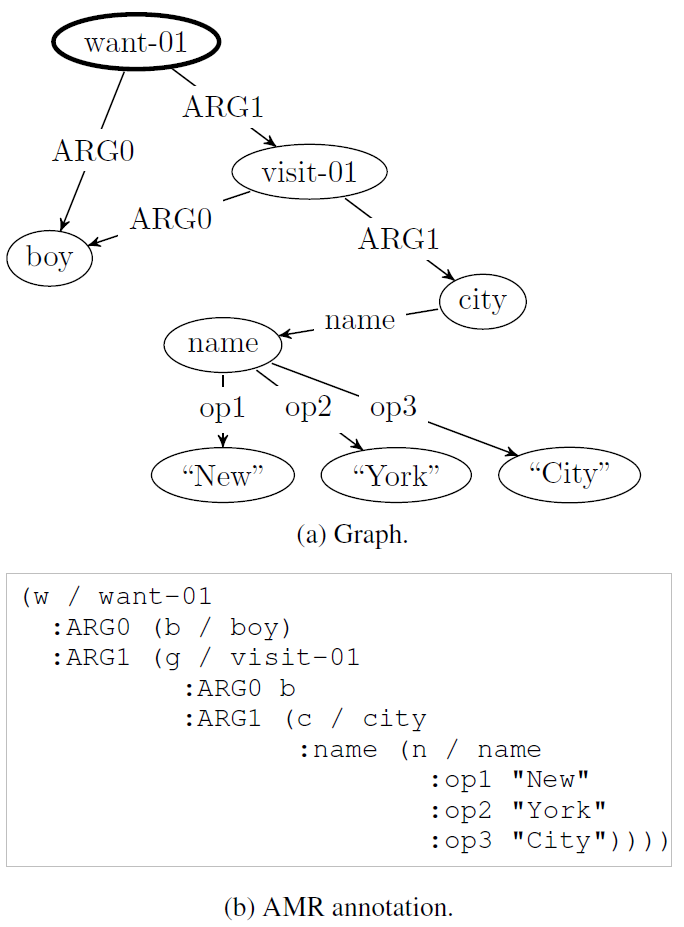 want-01
ARG1
ARG0
visit-01
ARG0
ARG1
boy
city
name
name
op1 op2 op3
“New” “York” “City”
(a) Graph.
(w / want-01
:ARG0 (b / boy)
:ARG1 (g / visit-01
:ARG0 b
:ARG1 (c / city
:name (n / name
:op1 "New"
:op2 "York"
:op3 "City"))))
(b) AMR annotation.